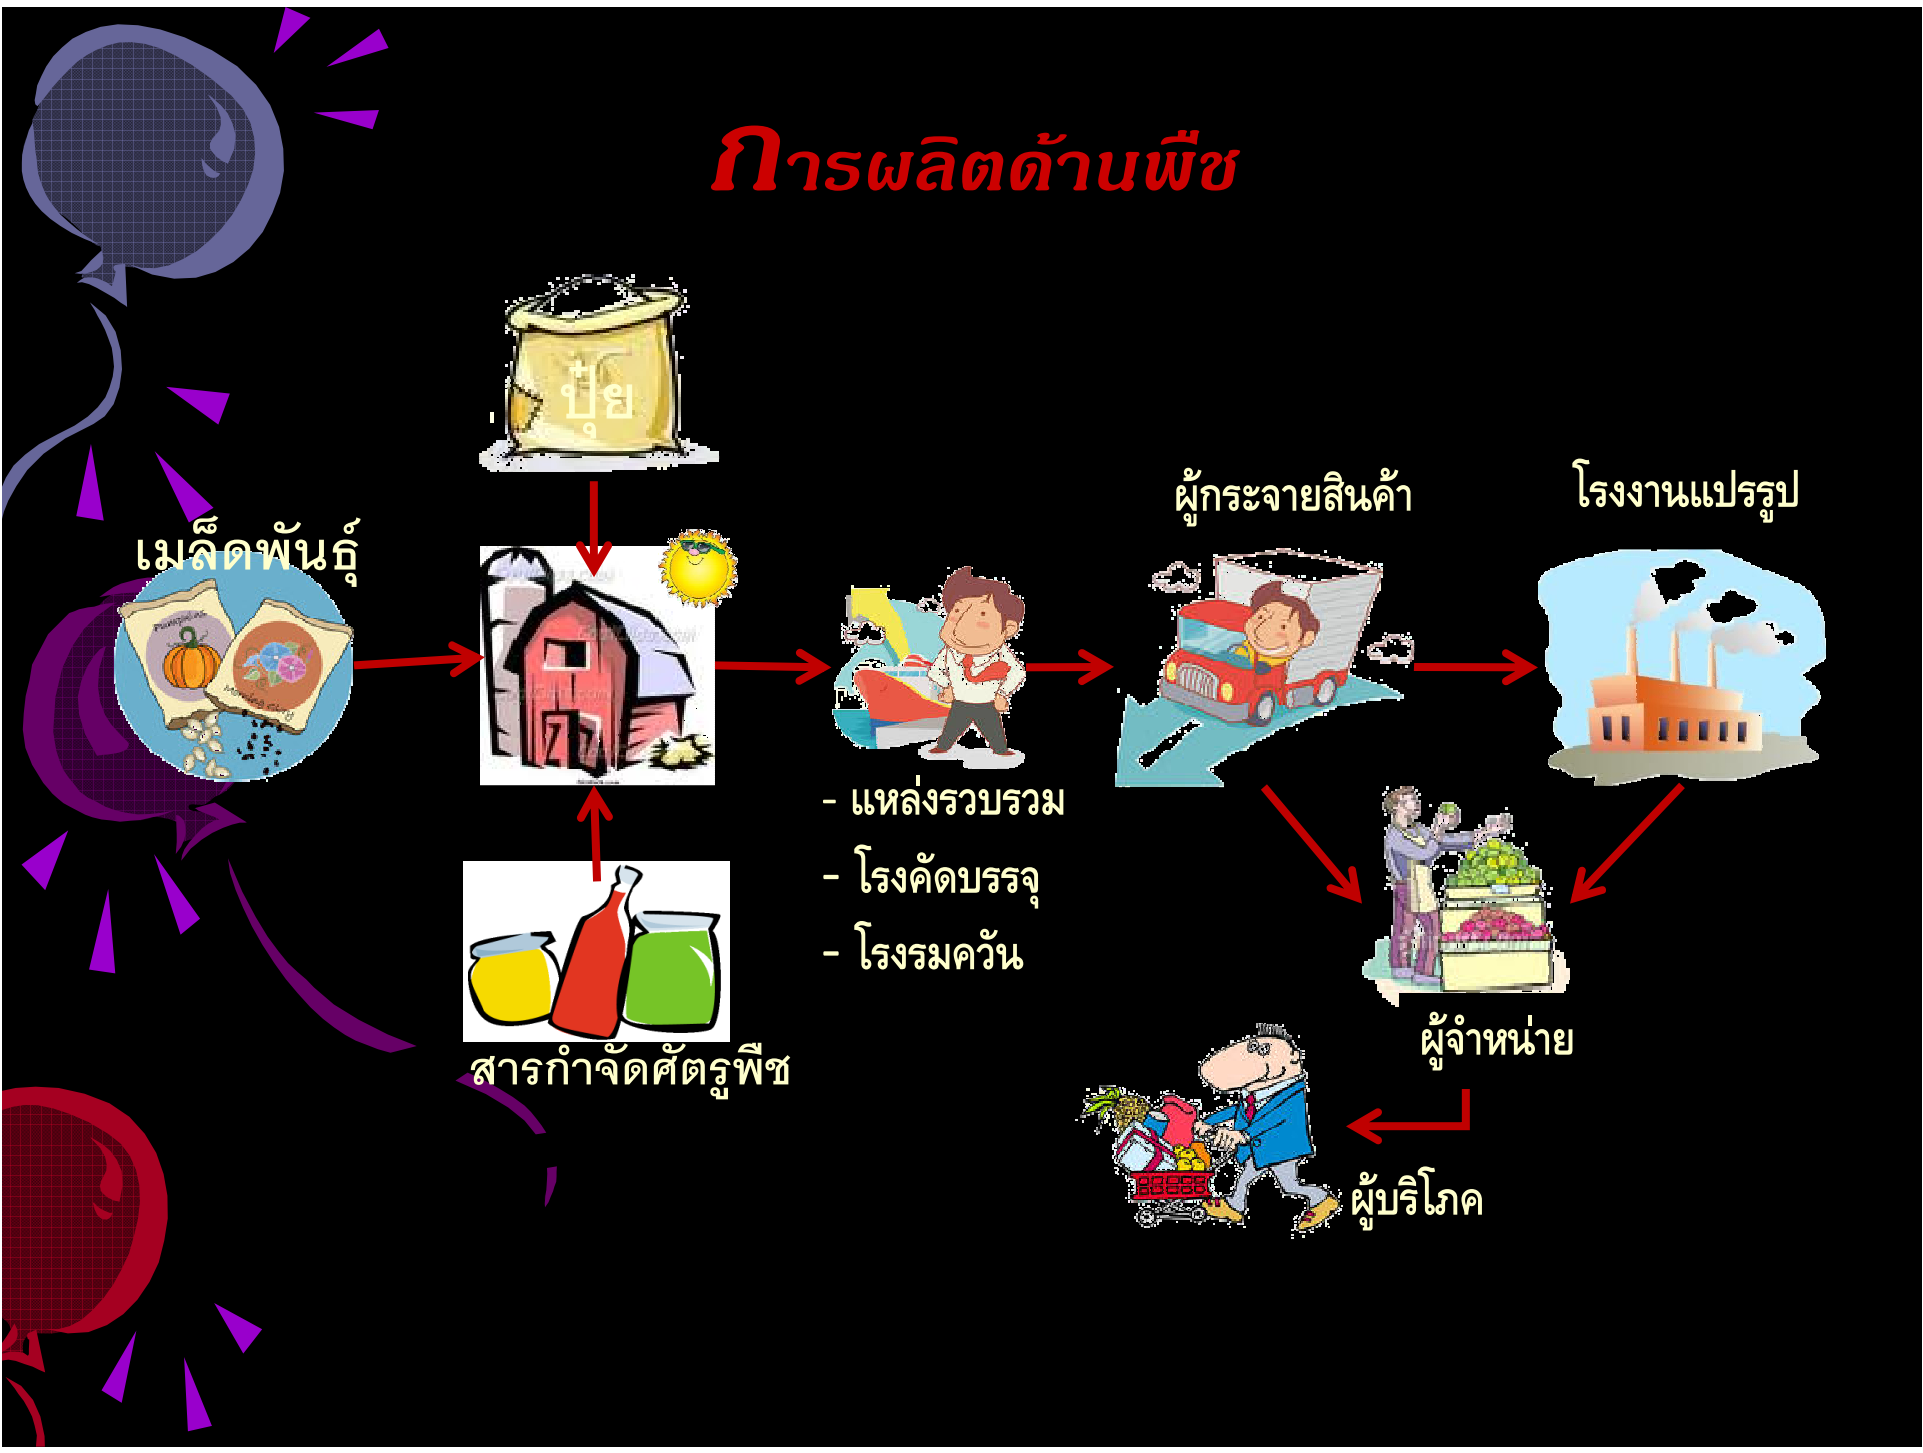 การผลิตด้านพืช
ปุ๋ย
ผู้กระจายสินค้า
โรงงานแปรรูป
เมล็ดพันธุ์
- แหล่งรวบรวม
- โรงคัดบรรจุ
- โรงรมควัน
สารกำจัดศัตรูพืช
ผู้จำหน่าย
ผู้บริโภค